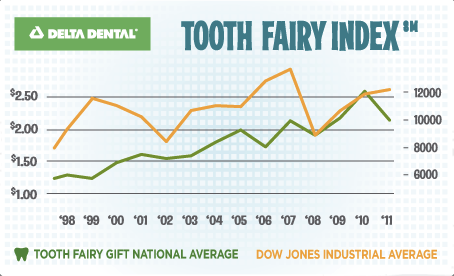 DELTA DENTAL®
TOOTH FAIRY INDEX℠
$2.50
$2.00
$1.50
$1.00
12000
10000
8000
6000
'98 '99 '00 '01 '02 '03 '04 '05 '06 '07 '08 '09 '10 '11
TOOTH FAIRY GIFT NATIONAL AVERAGE DOW JONES INDUSTRIAL AVERAGE